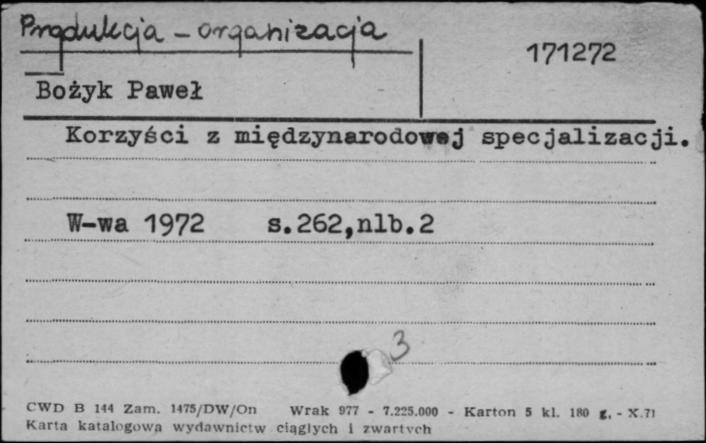 Produkcja - organizacja
171272
Bożyk Paweł
Korzyści z międzynarodowej specjalizacji.
W-wa 1972 s.262,nlb.2
3
CWD B 144 Zam. 1475/DW/On Wrak 977 - 7.225.000 - Karton 5 kl. 180 g. - X.71
Karta katalogowa wydawnictw ciągłych i zwartych